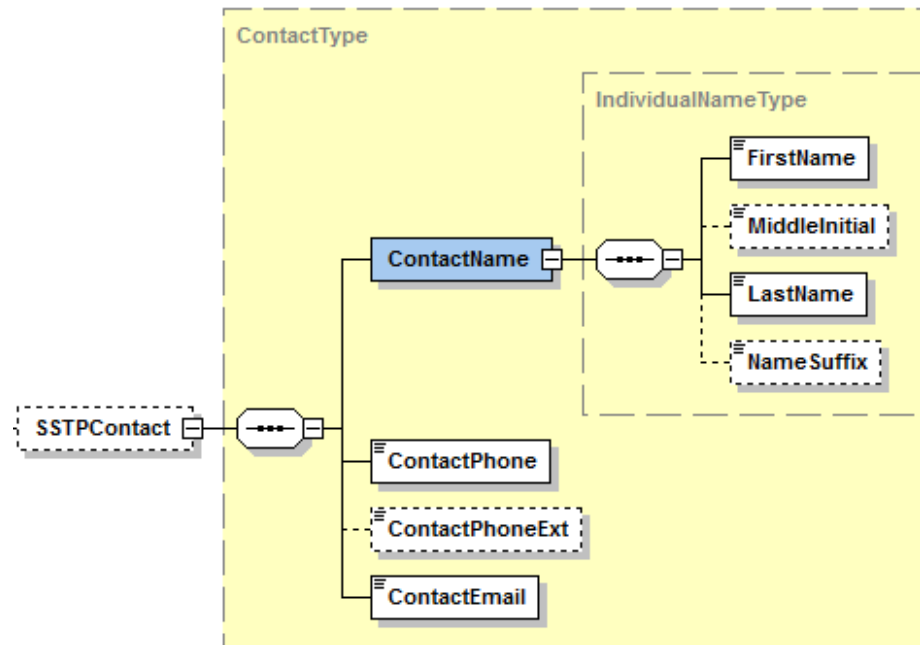 ContactType
IndividualNameType
FirstName
MiddleInitial
ContactName
LastName
NameSuffix
SSTPContact
ContactPhone
ContactPhoneExt
ContactEmail